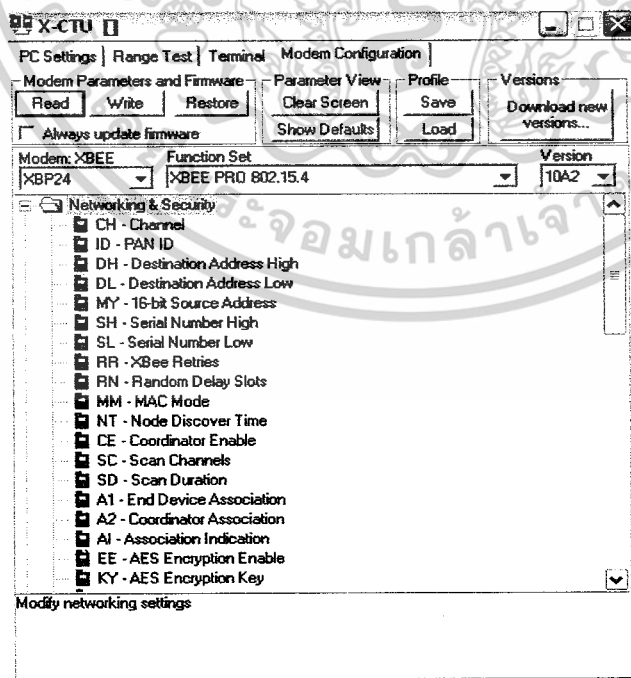 X-CTU []
PC Settings | Range Test | Terminal Modem Configuration |
Modem Parameters and Firmware Parameter View Profile Versions
Read Write Restore Clear Screen Save Download new versions...
Always update firmware Show Defaults Load
Modem: XBEE Function Set Version
XBP24 XBEE PRO 802.15.4 10A2
Networking & Security
CH - Channel
ID - PAN ID
DH - Destination Address High
DL - Destination Address Low
MY - 16-bit Source Address
SH - Serial Number High
SL - Serial Number Low
RR - XBee Retries
RN - Random Delay Slots
MM - MAC Mode
NT - Node Discover Time
CE - Coordinator Enable
SC - Scan Channels
SD - Scan Duration
A1 - End Device Association
A2 - Coordinator Association
AI - Association Indication
EE - AES Encryption Enable
KY - AES Encryption Key
Modify networking settings